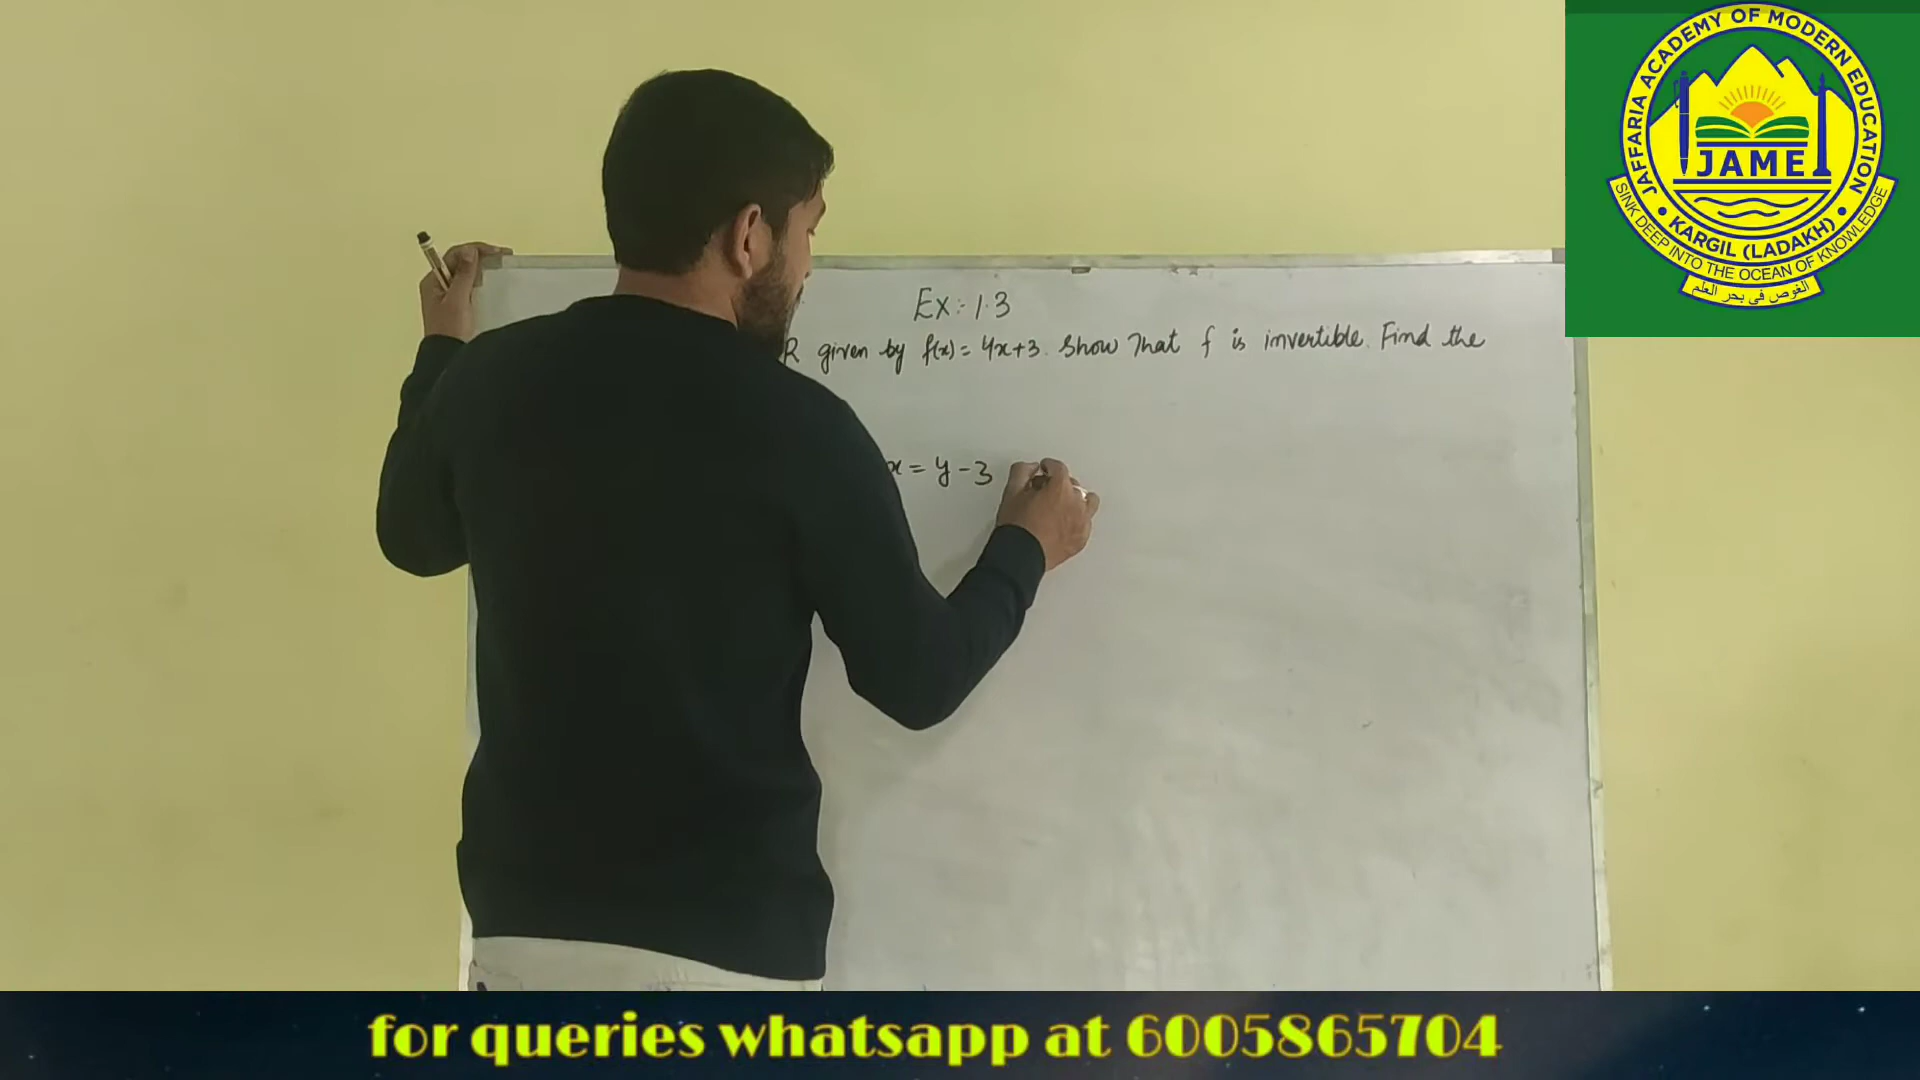 JAFFARIA ACADEMY OF MODERN EDUCATION
JAME
• KARGIL (LADAKH) •
SINK DEEP INTO THE OCEAN OF KNOWLEDGE
الغوص في بحر العلم
Ex:- 1.3
R given by f(x) = 4x+3. Show That f is invertible. Find the
x = y - 3
for queries whatsapp at 6005865704